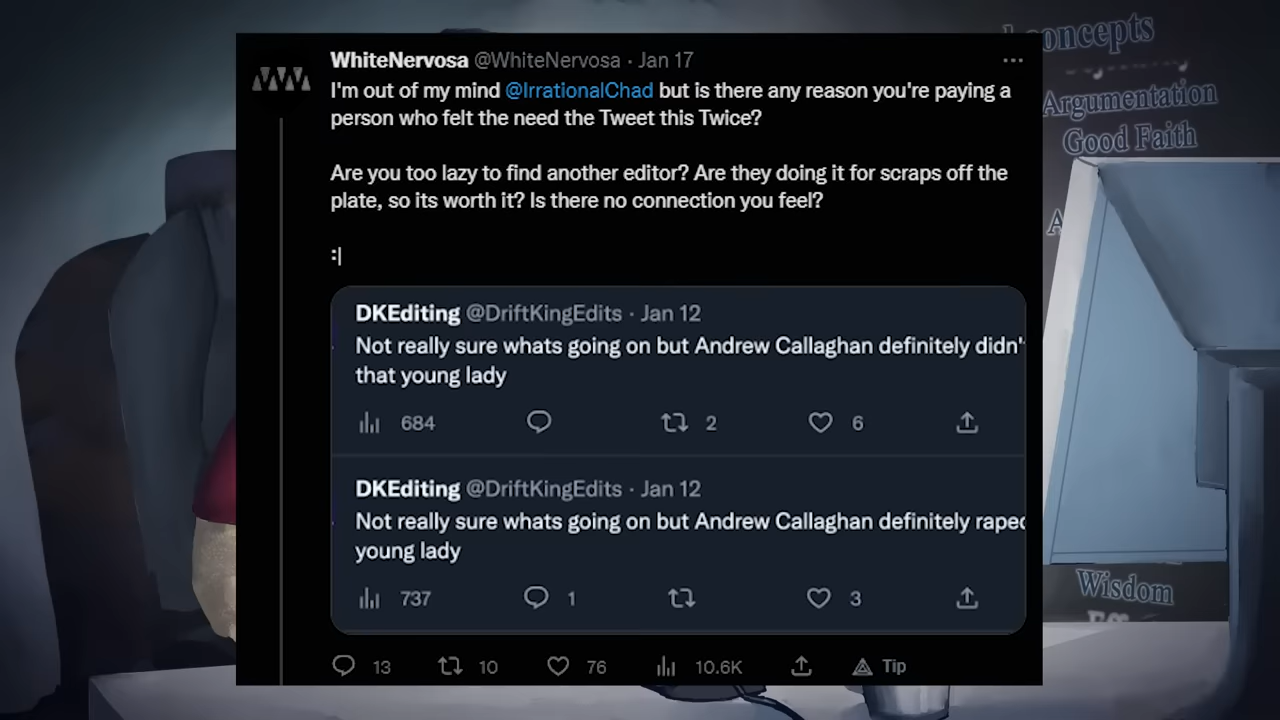 concepts
Argumentation
Good Faith
WhiteNervosa @WhiteNervosa · Jan 17
I'm out of my mind @IrrationalChad but is there any reason you're paying a
person who felt the need the Tweet this Twice?
Are you too lazy to find another editor? Are they doing it for scraps off the
plate, so its worth it? Is there no connection you feel?
:|
DKEditing @DriftKingEdits · Jan 12
Not really sure whats going on but Andrew Callaghan definitely didn'
that young lady
684 2 6
DKEditing @DriftKingEdits · Jan 12
Not really sure whats going on but Andrew Callaghan definitely raped
young lady
737 1 3
13 10 76 10.6K Tip
Wisdom